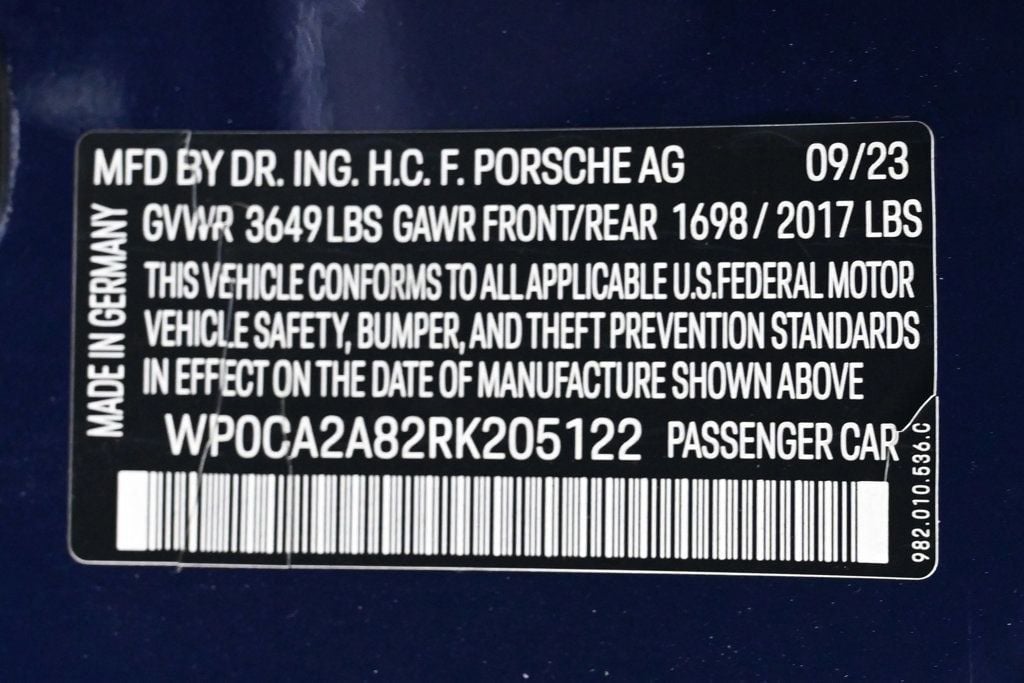 MFD BY DR. ING. H.C. F. PORSCHE AG 09/23
GVWR 3649 LBS GAWR FRONT/REAR 1698 / 2017 LBS
THIS VEHICLE CONFORMS TO ALL APPLICABLE U.S. FEDERAL MOTOR
VEHICLE SAFETY, BUMPER, AND THEFT PREVENTION STANDARDS
IN EFFECT ON THE DATE OF MANUFACTURE SHOWN ABOVE
WP0CA2A82RK205122 PASSENGER CAR
MADE IN GERMANY
982.010.536.C